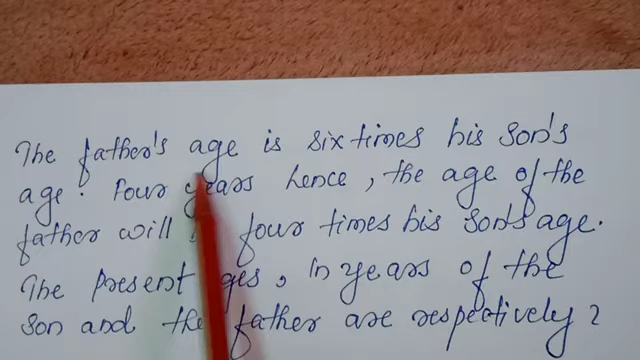 The father's age is six times his son's
age. Four years hence, the age of the
father will four times his son's age.
The present ages, in years of the
son and the father are respectively?